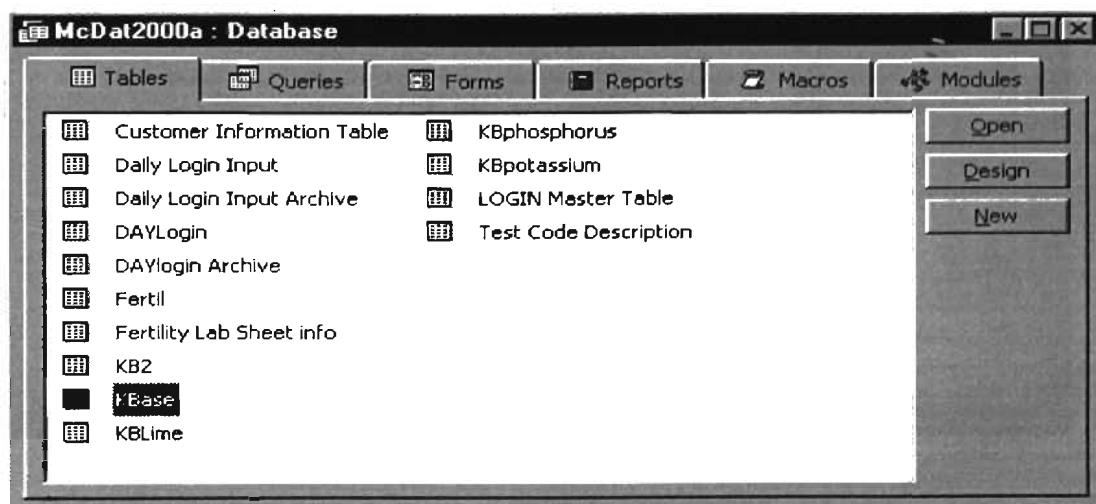 McDat2000a : Database
Tables Queries Forms Reports Macros Modules
Customer Information Table
Daily Login Input
Daily Login Input Archive
DAYLogin
DAYlogin Archive
Fertil
Fertility Lab Sheet info
KB2
KBase
KBLime
KBphosphorus
KBpotassium
LOGIN Master Table
Test Code Description
Open
Design
New